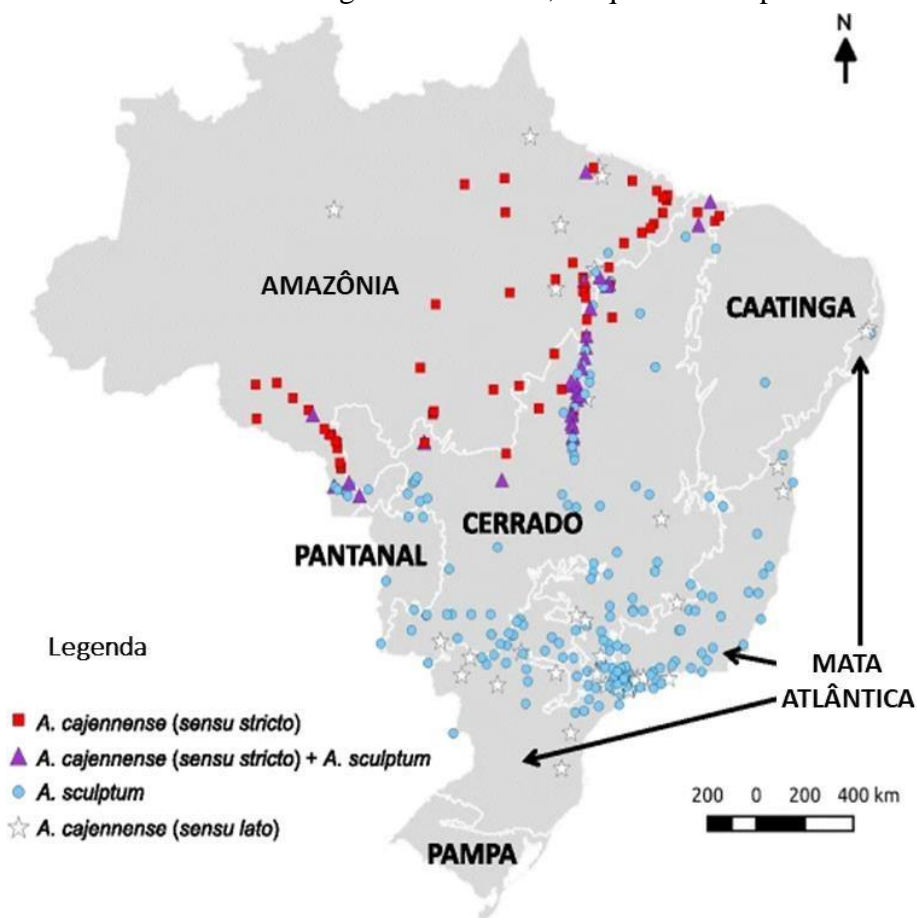 N
AMAZÔNIA
CAATINGA
CERRADO
PANTANAL
Legenda
MATA
ATLÂNTICA
A. cajennense (sensu stricto)
A. cajennense (sensu stricto) + A. sculptum
A. sculptum
A. cajennense (sensu lato)
200 0 200 400 km
PAMPA